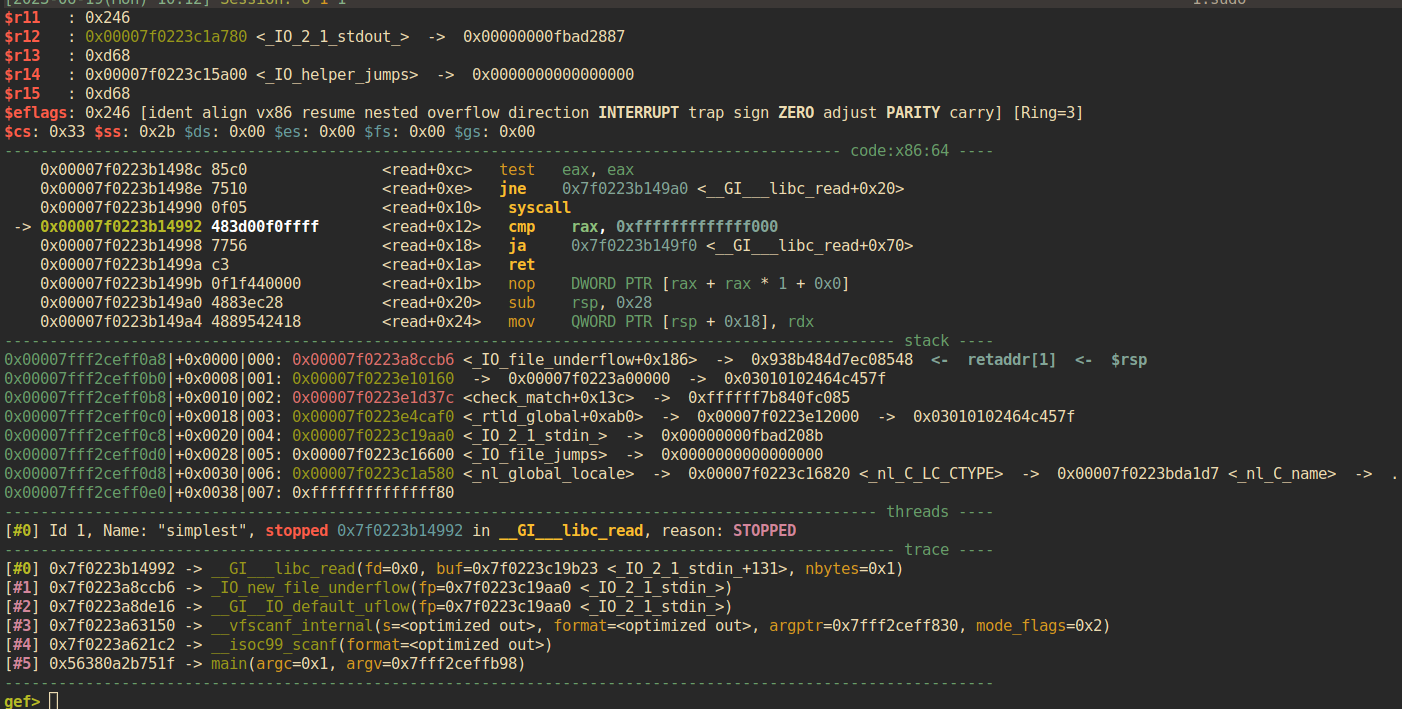 [2023-06-19(Mon) 10:12] Session: 0 1 1 1:sudo
$r11   : 0x246
$r12   : 0x00007f0223c1a780 <_IO_2_1_stdout_>  ->  0x00000000fbad2887
$r13   : 0xd68
$r14   : 0x00007f0223c15a00 <_IO_helper_jumps>  ->  0x0000000000000000
$r15   : 0xd68
$eflags: 0x246 [ident align vx86 resume nested overflow direction INTERRUPT trap sign ZERO adjust PARITY carry] [Ring=3]
$cs: 0x33 $ss: 0x2b $ds: 0x00 $es: 0x00 $fs: 0x00 $gs: 0x00
---------------------------------------------------------------------------------------------- code:x86:64 ----
0x00007f0223b1498c 85c0 <read+0xc> test eax, eax
0x00007f0223b1498e 7510 <read+0xe> jne 0x7f0223b149a0 <__GI___libc_read+0x20>
0x00007f0223b14990 0f05 <read+0x10> syscall
-> 0x00007f0223b14992 483d00f0ffff <read+0x12> cmp rax, 0xfffffffffffff000
0x00007f0223b14998 7756 <read+0x18> ja 0x7f0223b149f0 <__GI___libc_read+0x70>
0x00007f0223b1499a c3 <read+0x1a> ret
0x00007f0223b1499b 0f1f440000 <read+0x1b> nop DWORD PTR [rax + rax * 1 + 0x0]
0x00007f0223b149a0 4883ec28 <read+0x20> sub rsp, 0x28
0x00007f0223b149a4 4889542418 <read+0x24> mov QWORD PTR [rsp + 0x18], rdx
---------------------------------------------------------------------------------------------------- stack ----
0x00007fff2ceff0a8|+0x0000|000: 0x00007f0223a8ccb6 <_IO_file_underflow+0x186>  ->  0x938b484d7ec08548  <-  retaddr[1]  <-  $rsp
0x00007fff2ceff0b0|+0x0008|001: 0x00007f0223e10160  ->  0x00007f0223a00000  ->  0x03010102464c457f
0x00007fff2ceff0b8|+0x0010|002: 0x00007f0223e1d37c <check_match+0x13c>  ->  0xffffff7b840fc085
0x00007fff2ceff0c0|+0x0018|003: 0x00007f0223e4caf0 <_rtld_global+0xab0>  ->  0x00007f0223e12000  ->  0x03010102464c457f
0x00007fff2ceff0c8|+0x0020|004: 0x00007f0223c19aa0 <_IO_2_1_stdin_>  ->  0x00000000fbad208b
0x00007fff2ceff0d0|+0x0028|005: 0x00007f0223c16600 <_IO_file_jumps>  ->  0x0000000000000000
0x00007fff2ceff0d8|+0x0030|006: 0x00007f0223c1a580 <_nl_global_locale>  ->  0x00007f0223c16820 <_nl_C_LC_CTYPE>  ->  0x00007f0223bda1d7 <_nl_C_name>  ->  .
0x00007fff2ceff0e0|+0x0038|007: 0xffffffffffffff80
-------------------------------------------------------------------------------------------------- threads ----
[#0] Id 1, Name: "simplest", stopped 0x7f0223b14992 in __GI___libc_read, reason: STOPPED
---------------------------------------------------------------------------------------------------- trace ----
[#0] 0x7f0223b14992 -> __GI___libc_read(fd=0x0, buf=0x7f0223c19b23 <_IO_2_1_stdin_+131>, nbytes=0x1)
[#1] 0x7f0223a8ccb6 -> _IO_new_file_underflow(fp=0x7f0223c19aa0 <_IO_2_1_stdin_>)
[#2] 0x7f0223a8de16 -> __GI__IO_default_uflow(fp=0x7f0223c19aa0 <_IO_2_1_stdin_>)
[#3] 0x7f0223a63150 -> __vfscanf_internal(s=<optimized out>, format=<optimized out>, argptr=0x7fff2ceff830, mode_flags=0x2)
[#4] 0x7f0223a621c2 -> __isoc99_scanf(format=<optimized out>)
[#5] 0x56380a2b751f -> main(argc=0x1, argv=0x7fff2ceffb98)
---------------------------------------------------------------------------------------------------------------
gef>